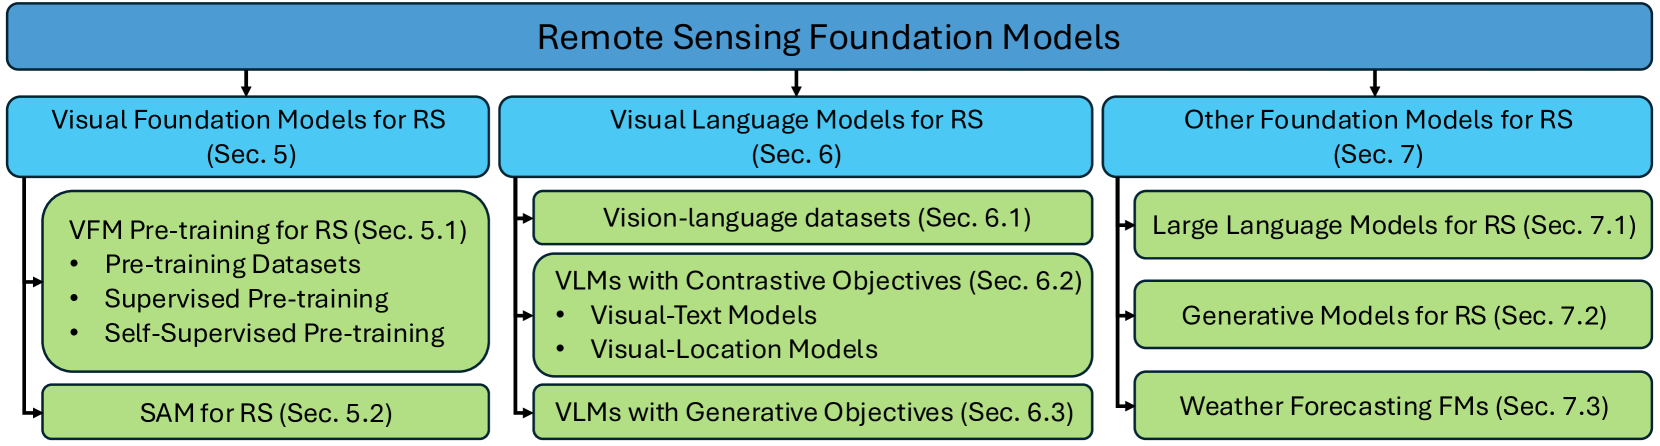 Remote Sensing Foundation Models
Visual Foundation Models for RS
(Sec. 5)
VFM Pre-training for RS (Sec. 5.1)
• Pre-training Datasets
• Supervised Pre-training
• Self-Supervised Pre-training
SAM for RS (Sec. 5.2)
Visual Language Models for RS
(Sec. 6)
Vision-language datasets (Sec. 6.1)
VLMs with Contrastive Objectives (Sec. 6.2)
• Visual-Text Models
• Visual-Location Models
VLMs with Generative Objectives (Sec. 6.3)
Other Foundation Models for RS
(Sec. 7)
Large Language Models for RS (Sec. 7.1)
Generative Models for RS (Sec. 7.2)
Weather Forecasting FMs (Sec. 7.3)